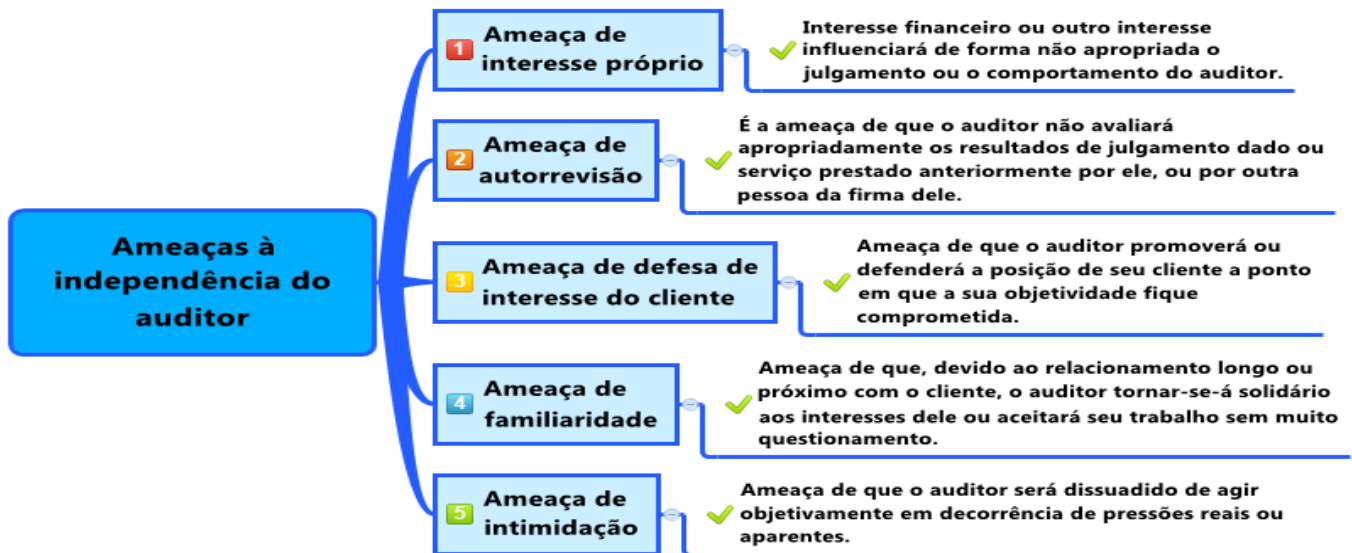 Ameaças à
independência do
auditor
1
Ameaça de
interesse próprio
Interesse financeiro ou outro interesse
influenciará de forma não apropriada o
julgamento ou o comportamento do auditor.
2
Ameaça de
autorrevisão
É a ameaça de que o auditor não avaliará
apropriadamente os resultados de julgamento dado ou
serviço prestado anteriormente por ele, ou por outra
pessoa da firma dele.
3
Ameaça de defesa de
interesse do cliente
Ameaça de que o auditor promoverá ou
defenderá a posição de seu cliente a ponto
em que a sua objetividade fique
comprometida.
4
Ameaça de
familiaridade
Ameaça de que, devido ao relacionamento longo ou
próximo com o cliente, o auditor tornar-se-á solidário
aos interesses dele ou aceitará seu trabalho sem muito
questionamento.
5
Ameaça de
intimidação
Ameaça de que o auditor será dissuadido de agir
objetivamente em decorrência de pressões reais ou
aparentes.